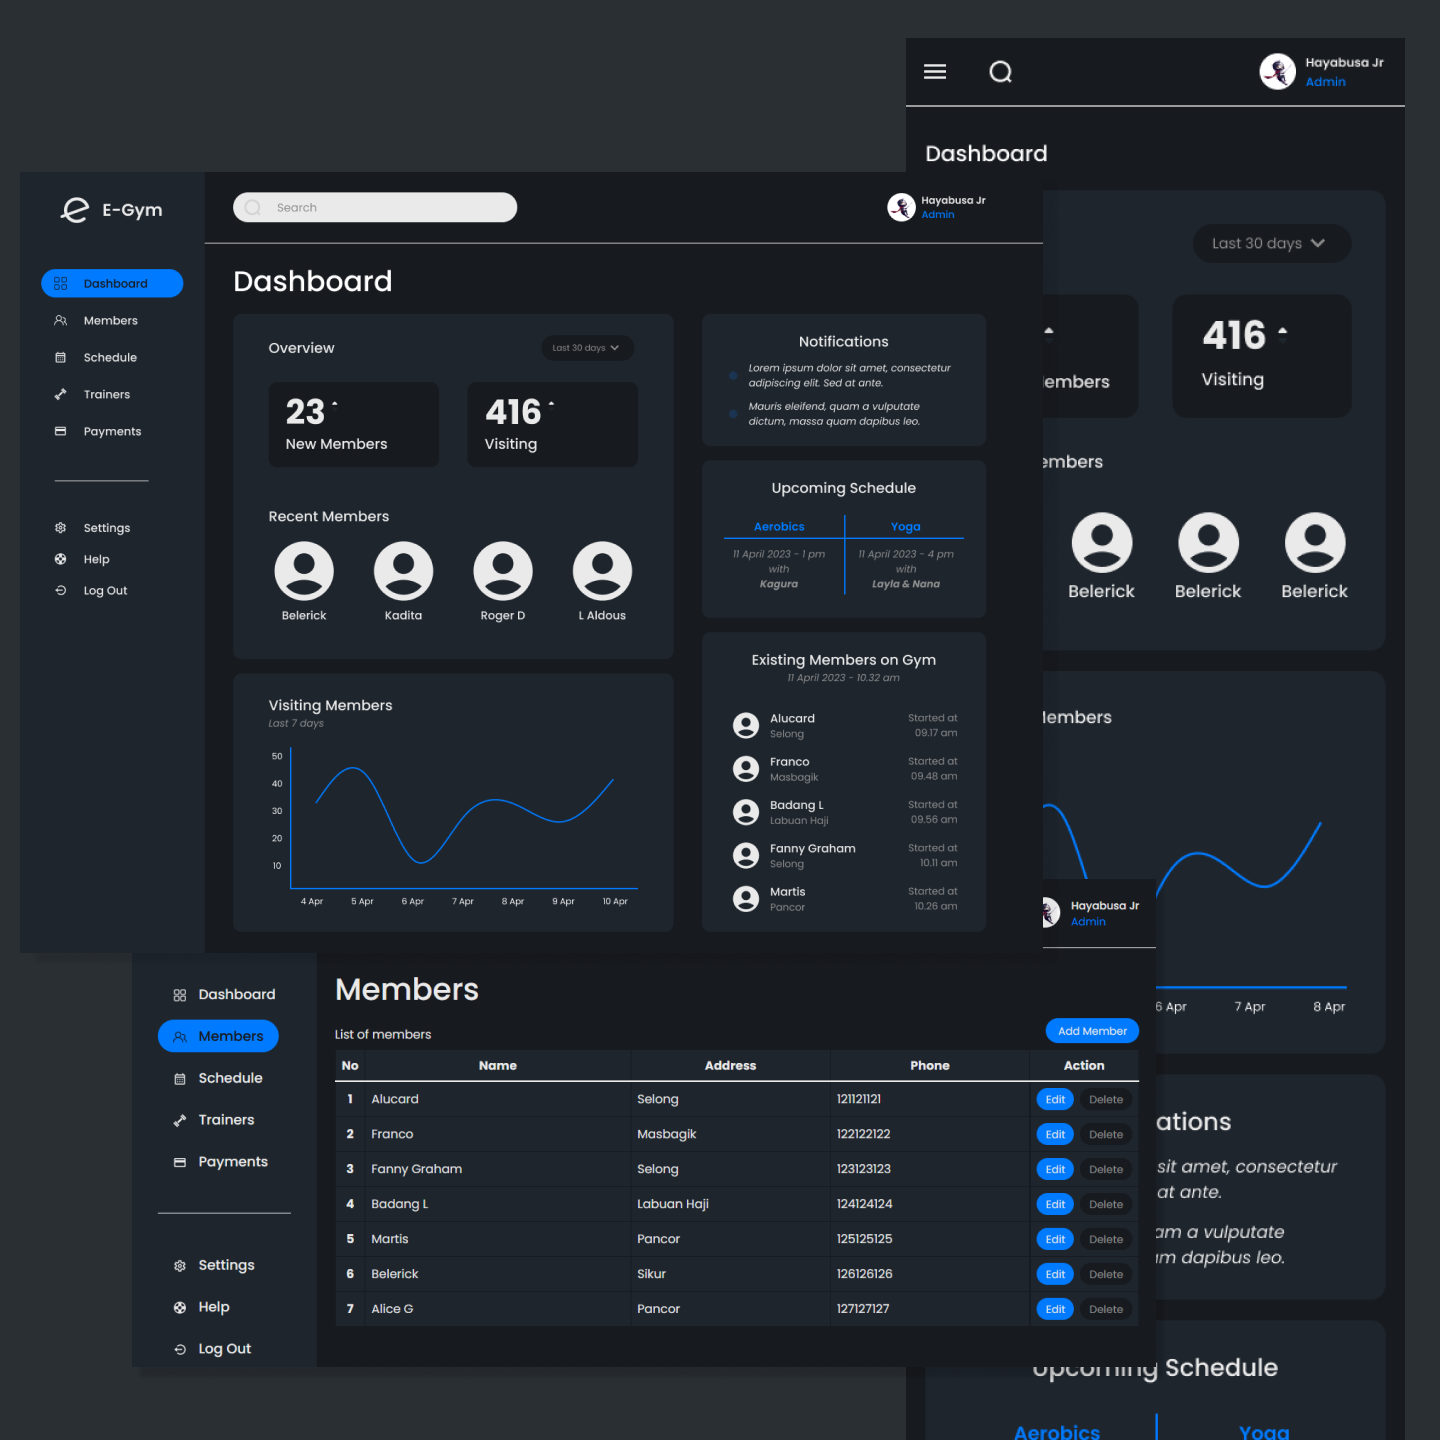 Hayabusa Jr
Admin
Dashboard
Last 30 days
416
embers
Visiting
embers
Belerick
Belerick
Belerick
embers
6 Apr
7 Apr
8 Apr
ations
sit amet, consectetur
at ante.
am a vulputate
m dapibus leo.
Upcoming Schedule
Aerobics
Yoga
E-Gym
Search
Hayabusa Jr
Admin
Dashboard
Members
Schedule
Trainers
Payments
Settings
Help
Log Out
Dashboard
Overview
Last 30 days
23
New Members
416
Visiting
Recent Members
Belerick
Kadita
Roger D
L Aldous
Visiting Members
Last 7 days
50
40
30
20
10
4 Apr
5 Apr
6 Apr
7 Apr
8 Apr
9 Apr
10 Apr
Notifications
Lorem ipsum dolor sit amet, consectetur
adipiscing elit. Sed at ante.
Mauris eleifend, quam a vulputate
dictum, massa quam dapibus leo.
Upcoming Schedule
Aerobics
Yoga
11 April 2023 - 1 pm
with
Kagura
11 April 2023 - 4 pm
with
Layla & Nana
Existing Members on Gym
11 April 2023 - 10.32 am
Alucard
Selong
Started at
09.17 am
Franco
Masbagik
Started at
09.48 am
Badang L
Labuan Haji
Started at
09.56 am
Fanny Graham
Selong
Started at
10.11 am
Martis
Pancor
Started at
10.26 am
Hayabusa Jr
Admin
Dashboard
Members
Schedule
Trainers
Payments
Settings
Help
Log Out
Members
List of members
Add Member
No Name Address Phone Action
1 Alucard Selong 121121121 Edit Delete
2 Franco Masbagik 122122122 Edit Delete
3 Fanny Graham Selong 123123123 Edit Delete
4 Badang L Labuan Haji 124124124 Edit Delete
5 Martis Pancor 125125125 Edit Delete
6 Belerick Sikur 126126126 Edit Delete
7 Alice G Pancor 127127127 Edit Delete